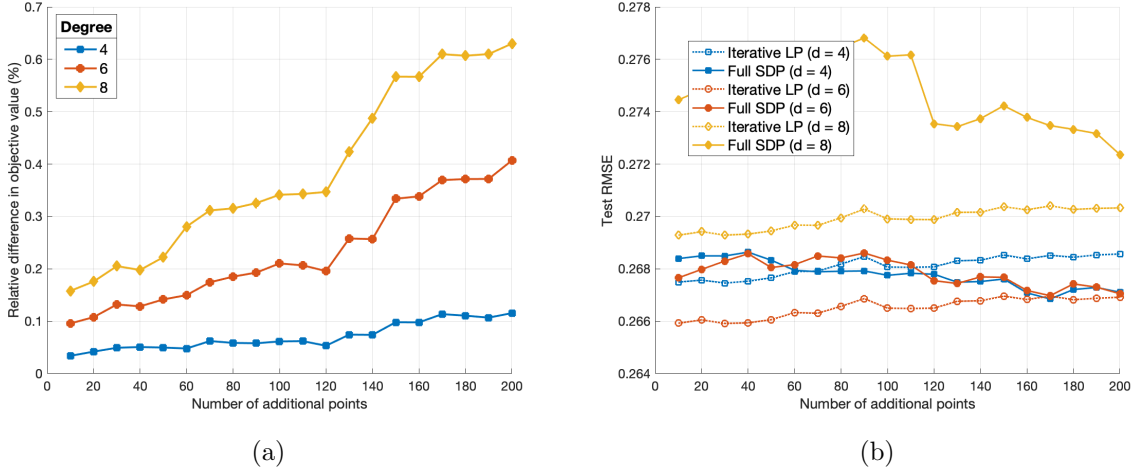 Degree
4
6
8
0.7
0.6
0.5
0.4
0.3
0.2
0.1
0
Relative difference in objective value (%)
0 20 40 60 80 100 120 140 160 180 200
Number of additional points
(a)
Iterative LP (d = 4)
Full SDP (d = 4)
Iterative LP (d = 6)
Full SDP (d = 6)
Iterative LP (d = 8)
Full SDP (d = 8)
0.278
0.276
0.274
0.272
0.27
0.268
0.266
0.264
Test RMSE
0 20 40 60 80 100 120 140 160 180 200
Number of additional points
(b)